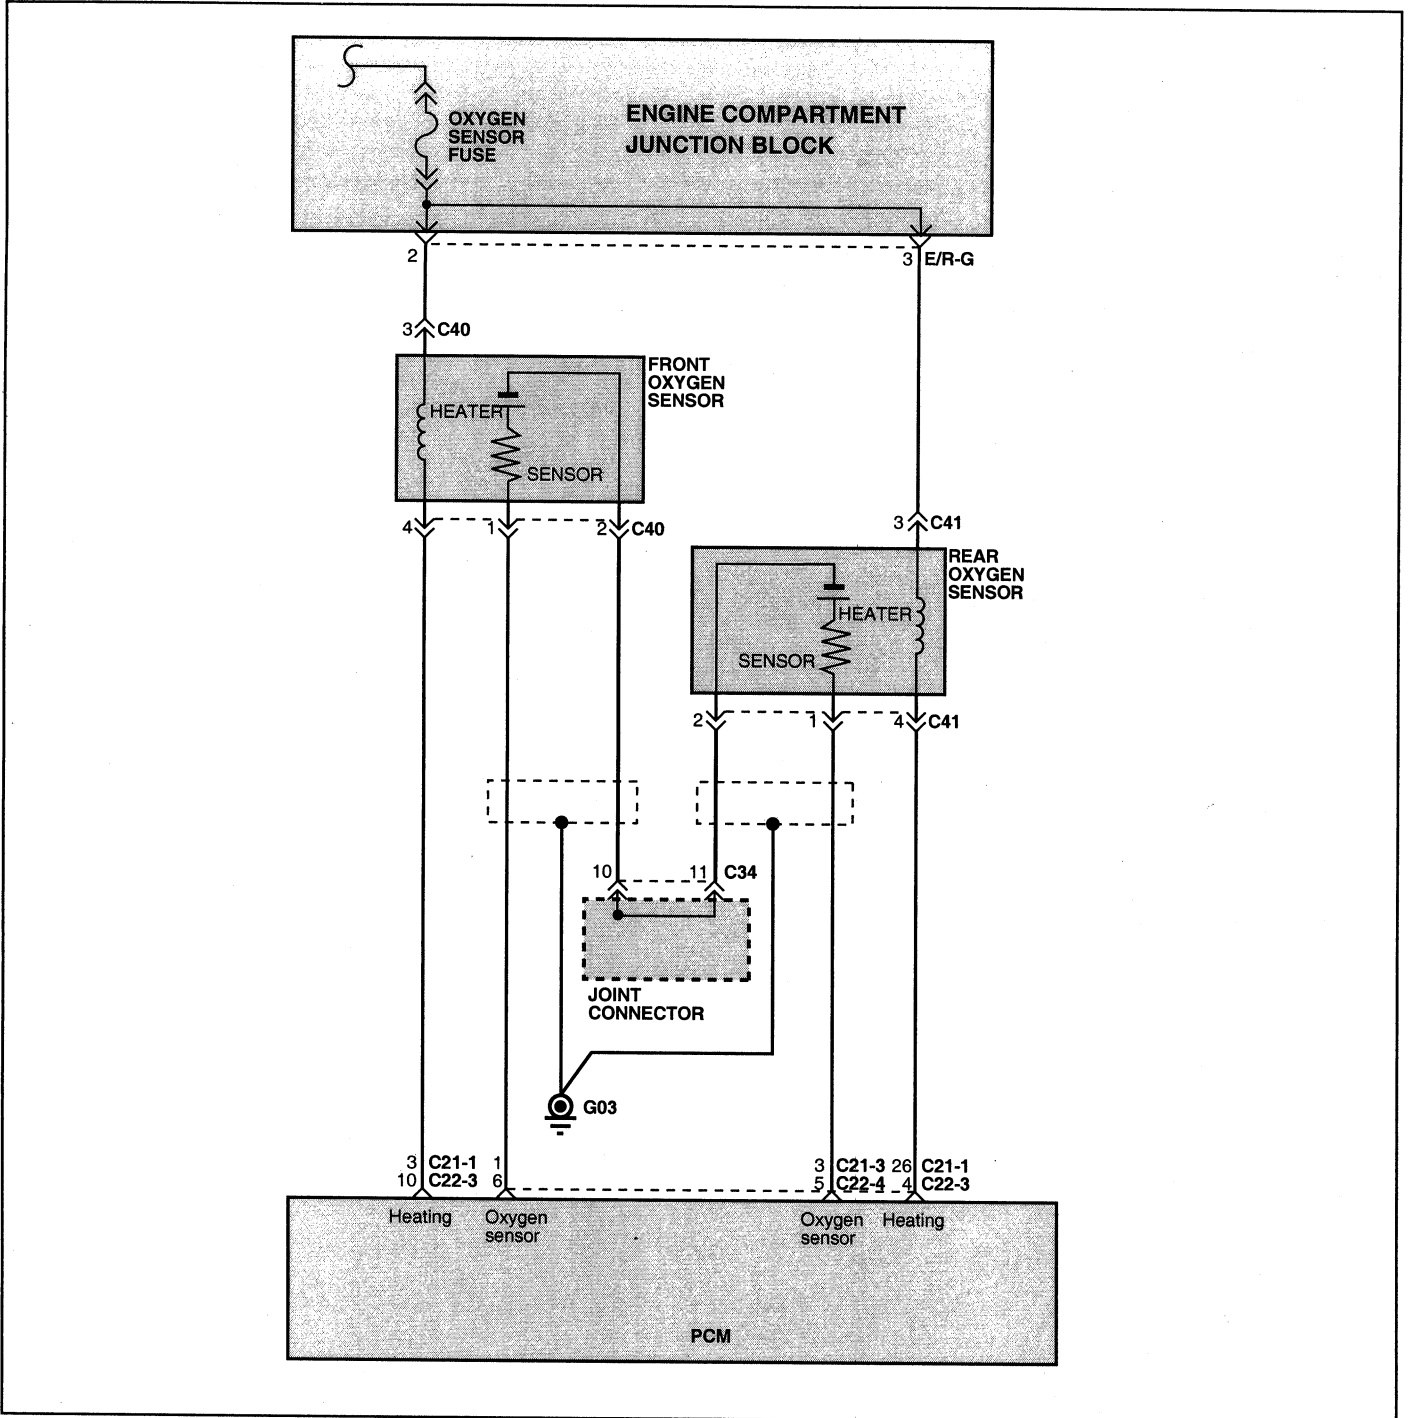 OXYGEN
SENSOR
FUSE
ENGINE COMPARTMENT
JUNCTION BLOCK
2
3 E/R-G
3 C40
FRONT
OXYGEN
SENSOR
HEATER
SENSOR
4 1 2 C40
3 C41
REAR
OXYGEN
SENSOR
HEATER
SENSOR
2 1 4 C41
10 11 C34
JOINT
CONNECTOR
G03
3 C21-1 1 3 C21-3 26 C21-1
10 C22-3 6 5 C22-4 4 C22-3
Heating Oxygen
sensor
Oxygen Heating
sensor
PCM